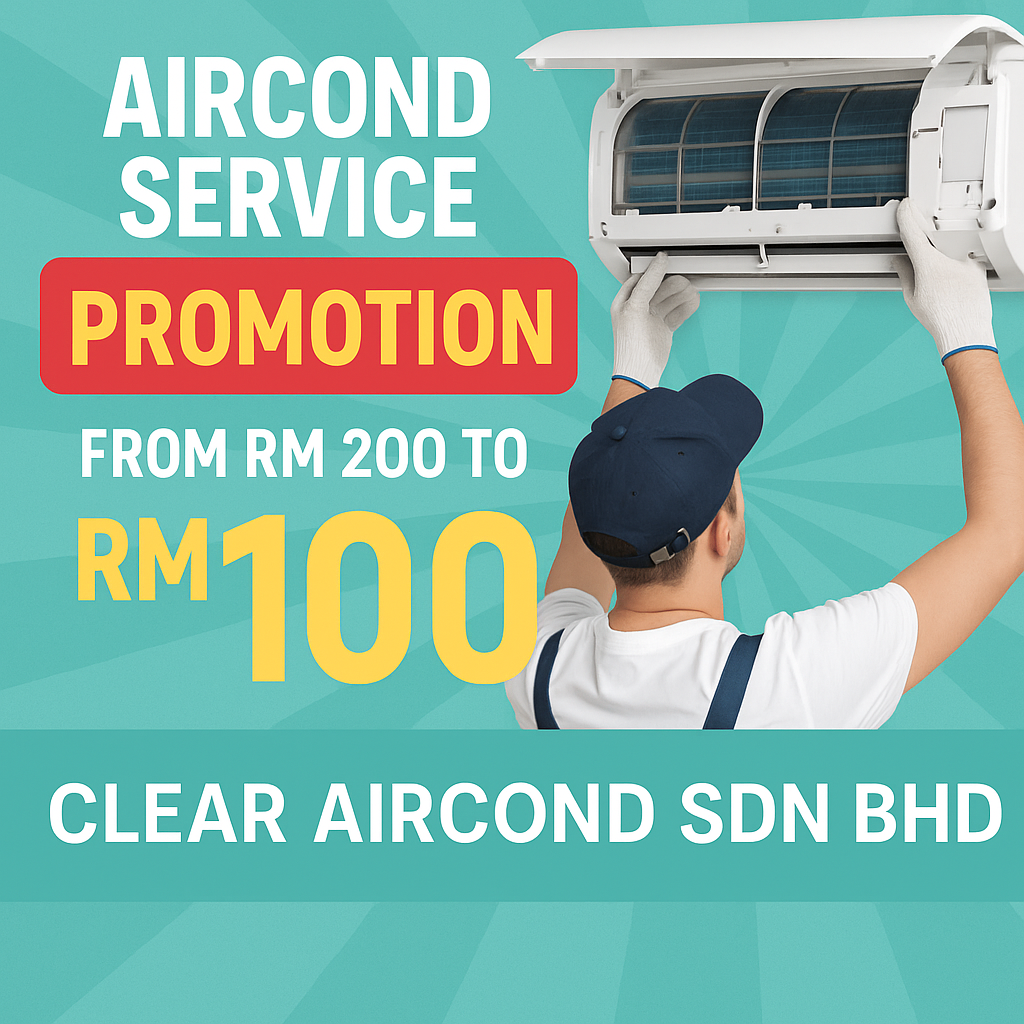 AIRCOND
SERVICE
PROMOTION
FROM RM 200 TO
RM100
CLEAR AIRCOND SDN BHD